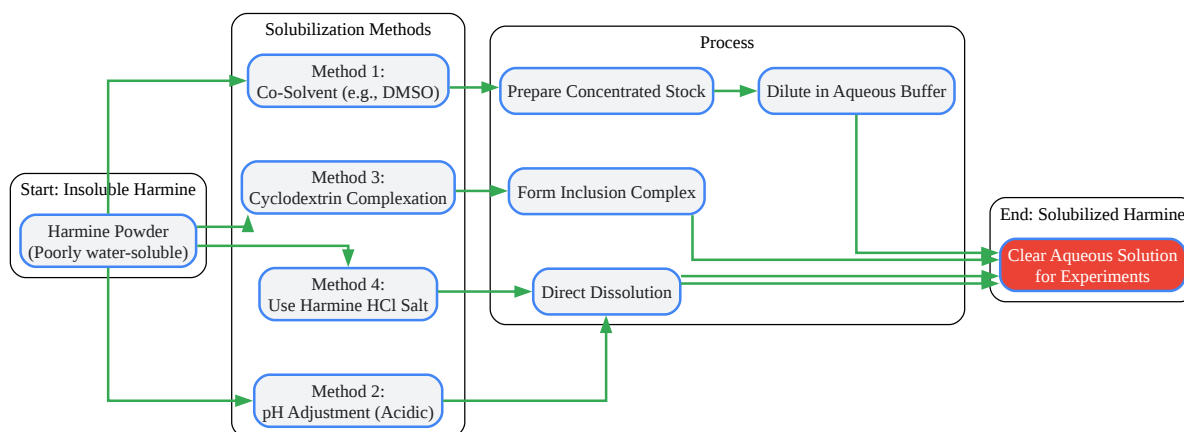 Solubilization Methods
Process
Method 1:
Co-Solvent (e.g., DMSO)
Prepare Concentrated Stock
Dilute in Aqueous Buffer
Start: Insoluble Harmine
Method 3:
Cyclodextrin Complexation
Form Inclusion Complex
End: Solubilized Harmine
Harmine Powder
(Poorly water-soluble)
Clear Aqueous Solution
for Experiments
Method 4:
Use Harmine HCl Salt
Direct Dissolution
Method 2:
pH Adjustment (Acidic)